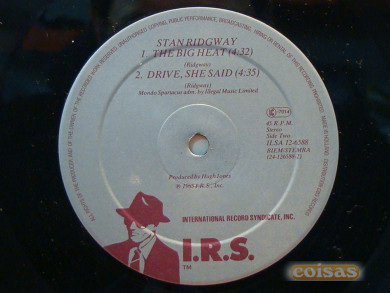 STAN RIDGWAY
1. THE BIG HEAT (4:32)
(Ridgway)
2. DRIVE, SHE SAID (4:35)
(Ridgway)
Mondo Spartacus adm. by Illegal Music Limited
45 R.P.M.
Stereo
Side Two
ILSA 12-6588
BIEM/STEMRA
Produced by Hugh Jones
INTERNATIONAL RECORD SYNDICATE, INC.
I.R.S.
TM
coisas